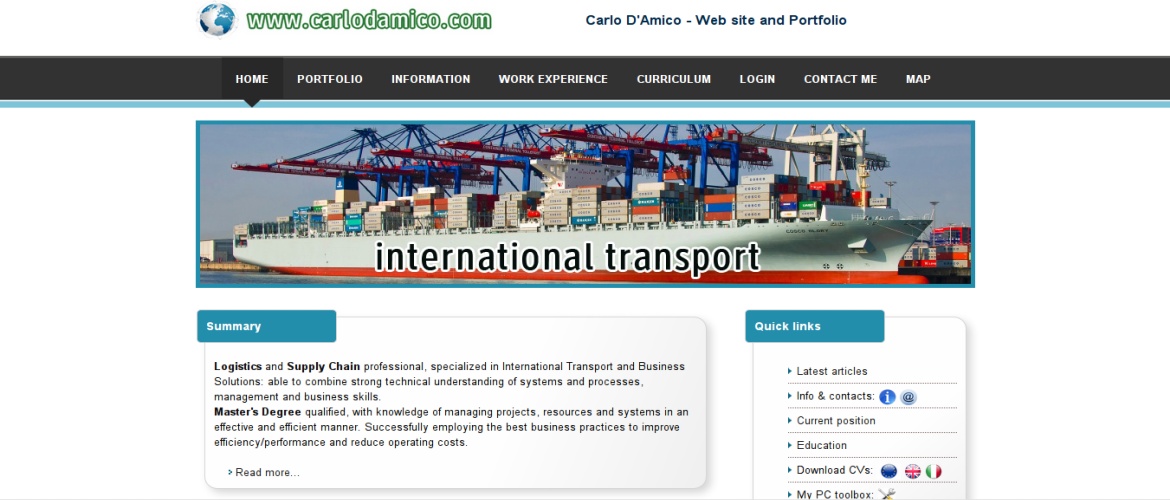 www.carlodamico.com
Carlo D'Amico - Web site and Portfolio
HOME PORTFOLIO INFORMATION WORK EXPERIENCE CURRICULUM LOGIN CONTACT ME MAP
COSCO GLORY
international transport
Summary
Logistics and Supply Chain professional, specialized in International Transport and Business
Solutions: able to combine strong technical understanding of systems and processes,
management and business skills.
Master's Degree qualified, with knowledge of managing projects, resources and systems in an
effective and efficient manner. Successfully employing the best business practices to improve
efficiency/performance and reduce operating costs.
Read more...
Quick links
Latest articles
Info & contacts:
Current position
Education
Download CVs:
My PC toolbox: